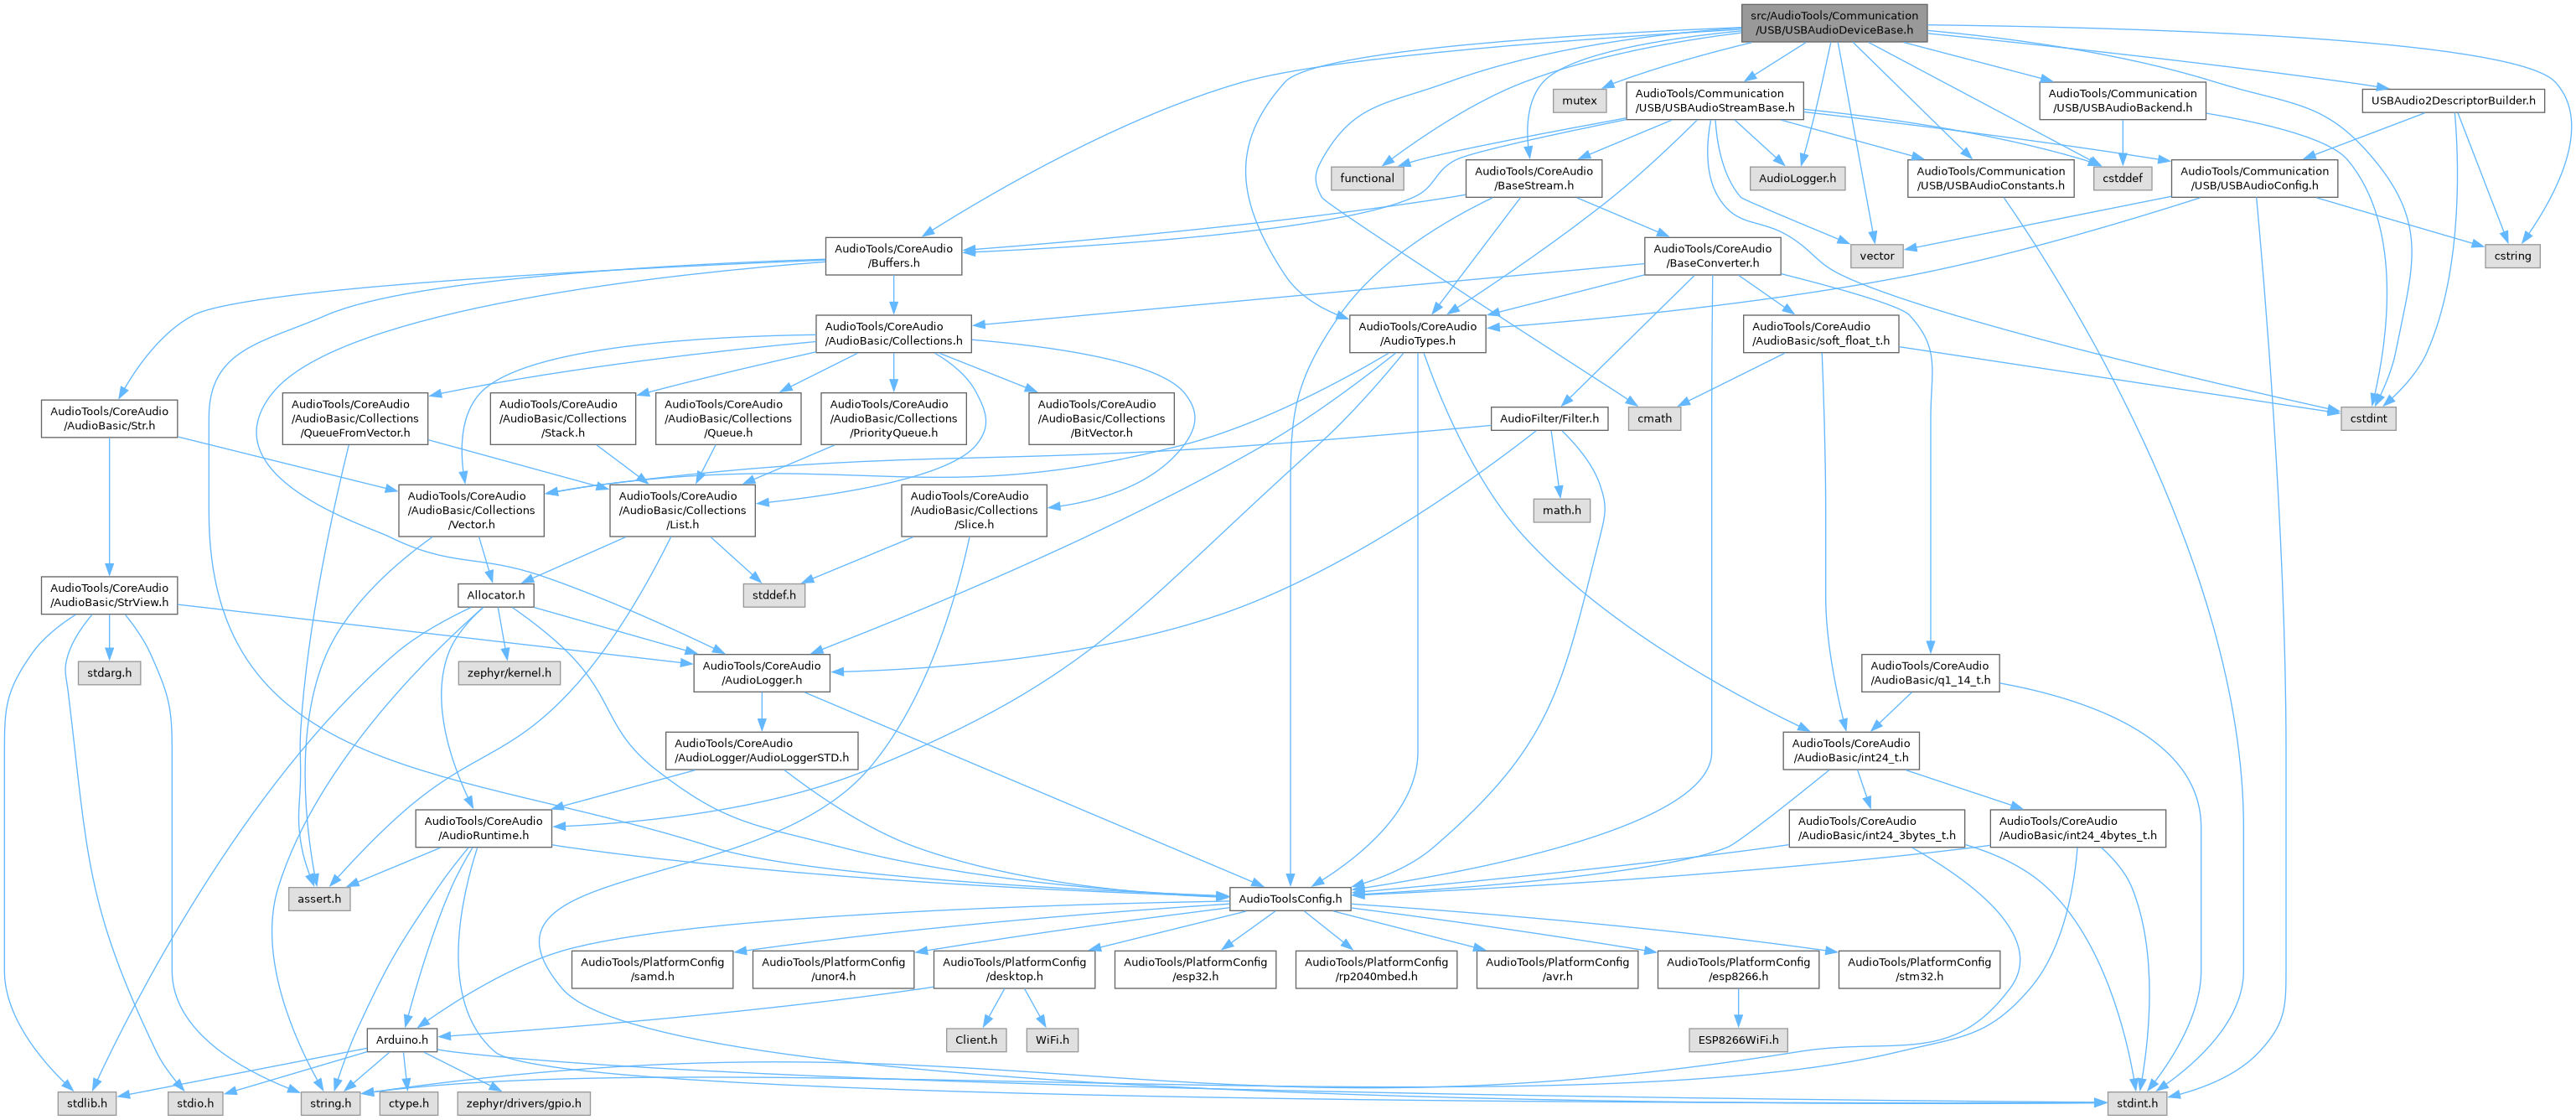 src/AudioTools/Communication
/USB/USBAudioDeviceBase.h
mutex
AudioTools/Communication
/USB/USBAudioStreamBase.h
AudioTools/Communication
/USB/USBAudioBackend.h
USBAudio2DescriptorBuilder.h
functional
AudioTools/CoreAudio
/BaseStream.h
AudioLogger.h
AudioTools/Communication
/USB/USBAudioConstants.h
cstddef
AudioTools/Communication
/USB/USBAudioConfig.h
AudioTools/CoreAudio
/Buffers.h
AudioTools/CoreAudio
/BaseConverter.h
vector
cstring
AudioTools/CoreAudio
/AudioBasic/Collections.h
AudioTools/CoreAudio
/AudioTypes.h
AudioTools/CoreAudio
/AudioBasic/soft_float_t.h
AudioTools/CoreAudio
/AudioBasic/Str.h
AudioTools/CoreAudio
/AudioBasic/Collections
/QueueFromVector.h
AudioTools/CoreAudio
/AudioBasic/Collections
/Stack.h
AudioTools/CoreAudio
/AudioBasic/Collections
/Queue.h
AudioTools/CoreAudio
/AudioBasic/Collections
/PriorityQueue.h
AudioTools/CoreAudio
/AudioBasic/Collections
/BitVector.h
AudioFilter/Filter.h
cmath
cstdint
AudioTools/CoreAudio
/AudioBasic/Collections
/Vector.h
AudioTools/CoreAudio
/AudioBasic/Collections
/List.h
AudioTools/CoreAudio
/AudioBasic/Collections
/Slice.h
math.h
AudioTools/CoreAudio
/AudioBasic/StrView.h
Allocator.h
stddef.h
stdarg.h
zephyr/kernel.h
AudioTools/CoreAudio
/AudioLogger.h
AudioTools/CoreAudio
/AudioBasic/q1_14_t.h
AudioTools/CoreAudio
/AudioLogger/AudioLoggerSTD.h
AudioTools/CoreAudio
/AudioBasic/int24_t.h
AudioTools/CoreAudio
/AudioRuntime.h
AudioTools/CoreAudio
/AudioBasic/int24_3bytes_t.h
AudioTools/CoreAudio
/AudioBasic/int24_4bytes_t.h
assert.h
AudioToolsConfig.h
AudioTools/PlatformConfig
/samd.h
AudioTools/PlatformConfig
/unor4.h
AudioTools/PlatformConfig
/desktop.h
AudioTools/PlatformConfig
/esp32.h
AudioTools/PlatformConfig
/rp2040mbed.h
AudioTools/PlatformConfig
/avr.h
AudioTools/PlatformConfig
/esp8266.h
AudioTools/PlatformConfig
/stm32.h
Arduino.h
Client.h
WiFi.h
ESP8266WiFi.h
stdlib.h
stdio.h
string.h
ctype.h
zephyr/drivers/gpio.h
stdint.h